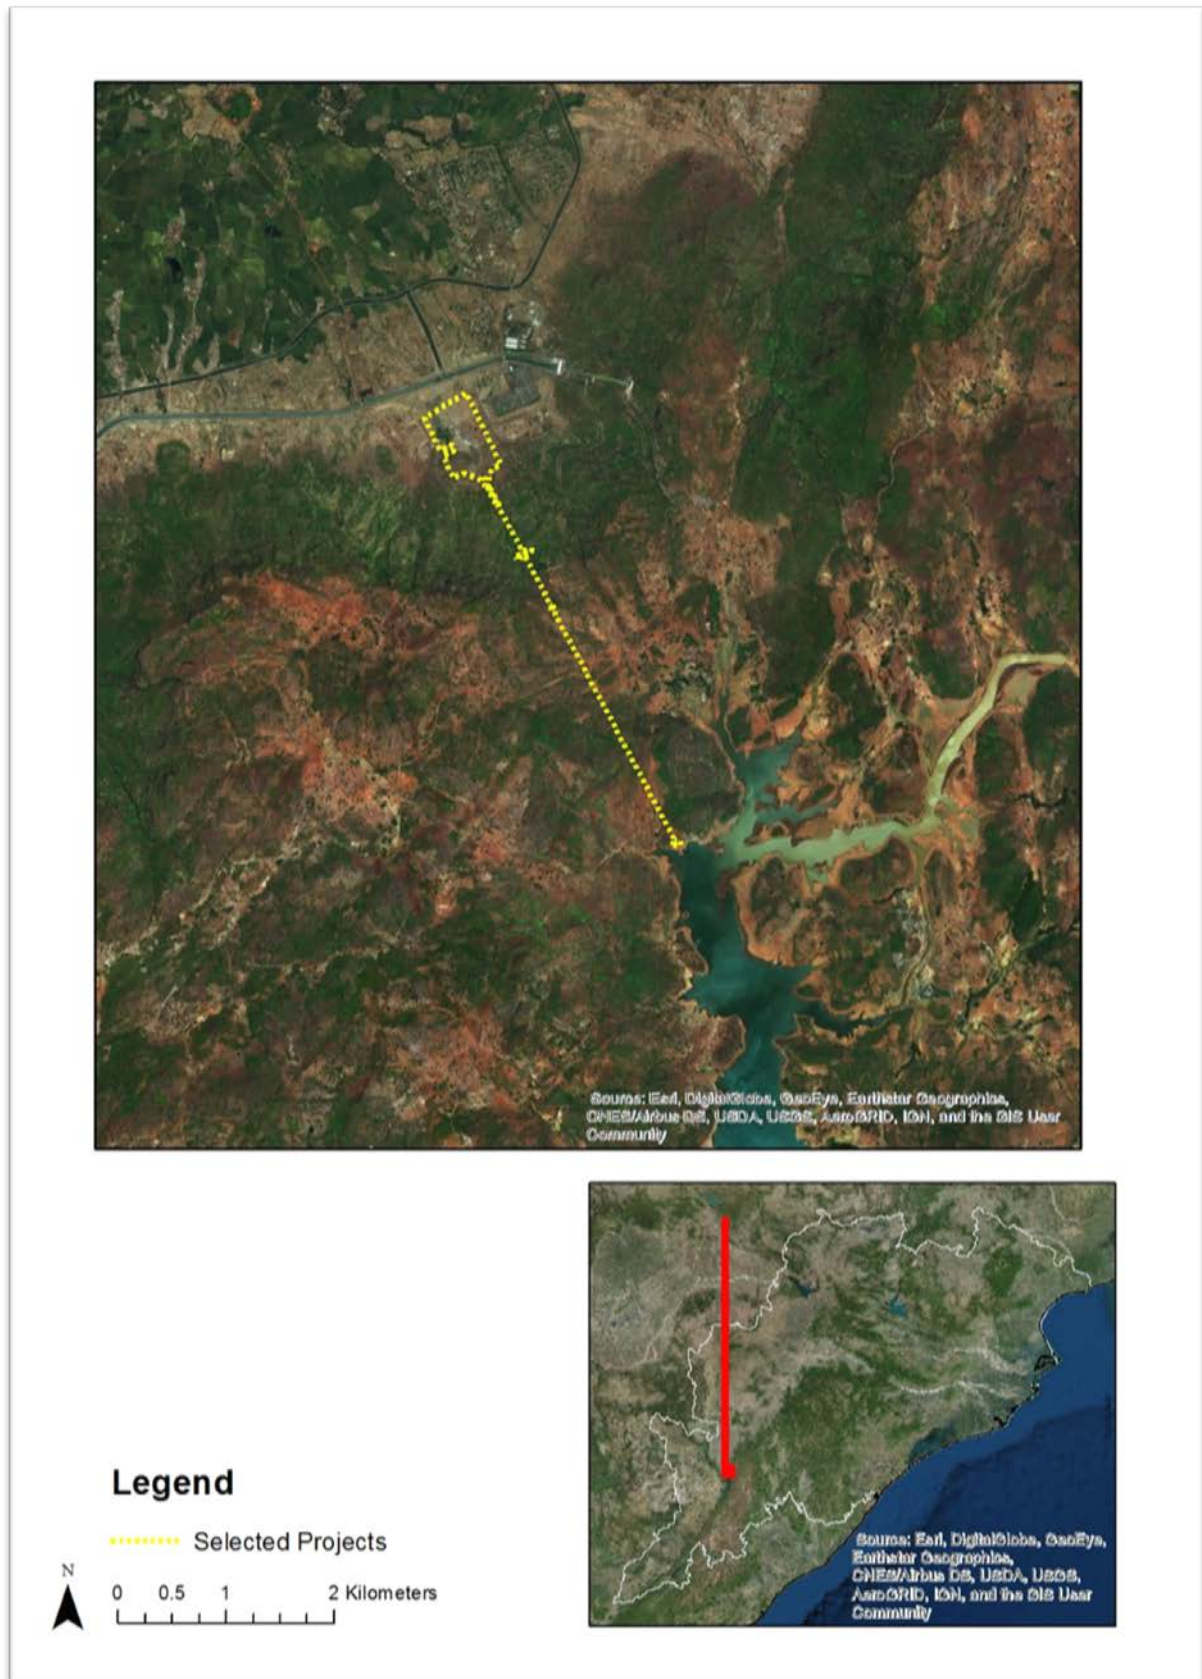 Source: Esri, DigitalGlobe, GeoEye, Earthstar Geographics,
CNES/Airbus DS, USDA, USGS, AeroGRID, IGN, and the GIS User
Community
Legend
Selected Projects
N
0 0.5 1 2 Kilometers
Source: Esri, DigitalGlobe, GeoEye,
Earthstar Geographics,
CNES/Airbus DS, USDA, USGS,
AeroGRID, IGN, and the GIS User
Community